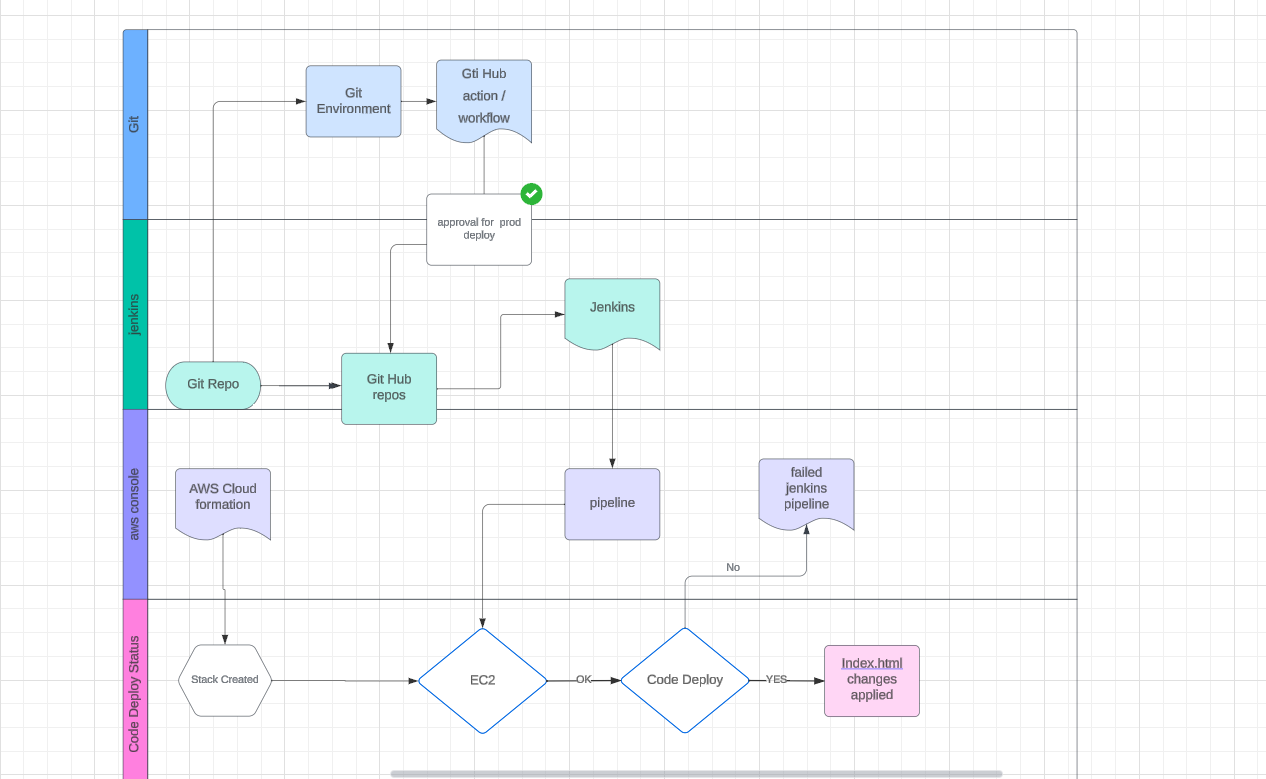 Git
Git
Environment
Gti Hub
action /
workflow
approval for  prod
deploy
jenkins
Jenkins
Git Repo
Git Hub
repos
aws console
AWS Cloud
formation
pipeline
failed
jenkins
pipeline
No
Code Deploy Status
Stack Created
EC2
OK
Code Deploy
YES
Index.html
changes
applied